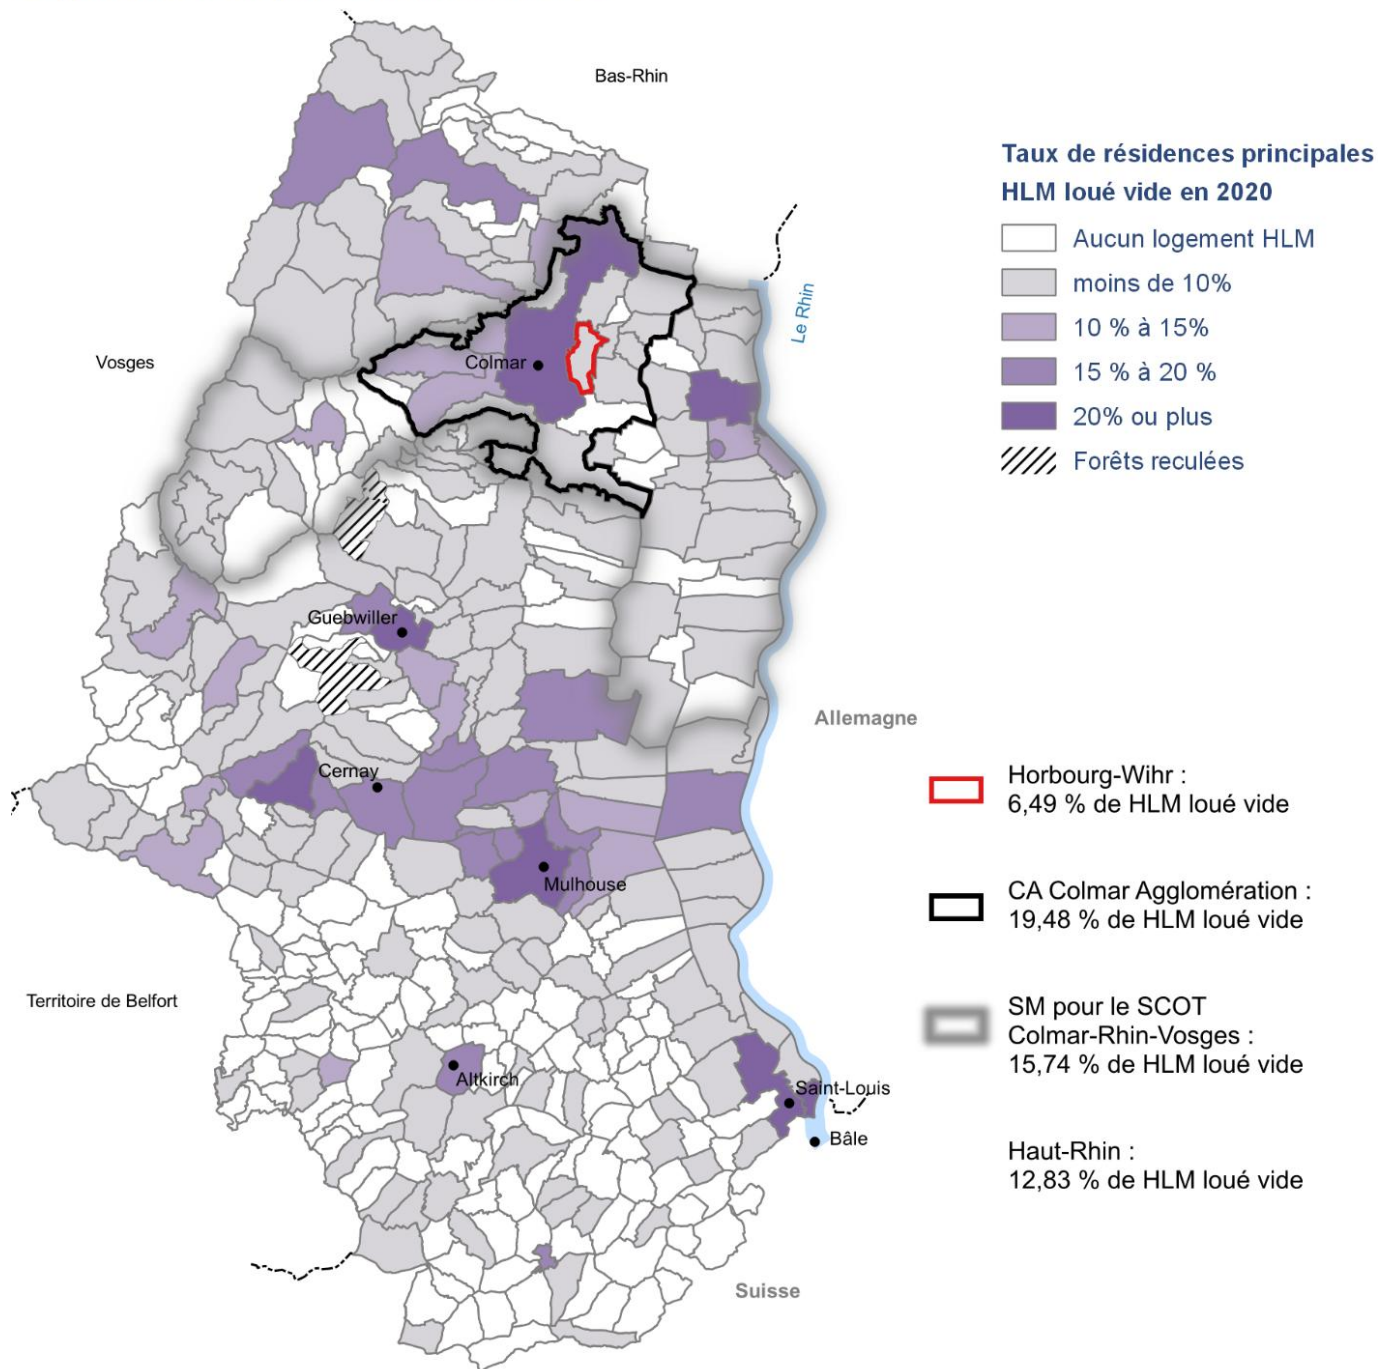 Bas-Rhin
Taux de résidences principales
HLM loué vide en 2020
Aucun logement HLM
moins de 10%
10 % à 15%
15 % à 20 %
20% ou plus
Forêts reculées
Le Rhin
Vosges
Colmar
Guebwiller
Allemagne
Cernay
Mulhouse
Horbourg-Wihr :
6,49 % de HLM loué vide
CA Colmar Agglomération :
19,48 % de HLM loué vide
Territoire de Belfort
SM pour le SCOT
Colmar-Rhin-Vosges :
15,74 % de HLM loué vide
Altkirch
Saint-Louis
Bâle
Haut-Rhin :
12,83 % de HLM loué vide
Suisse